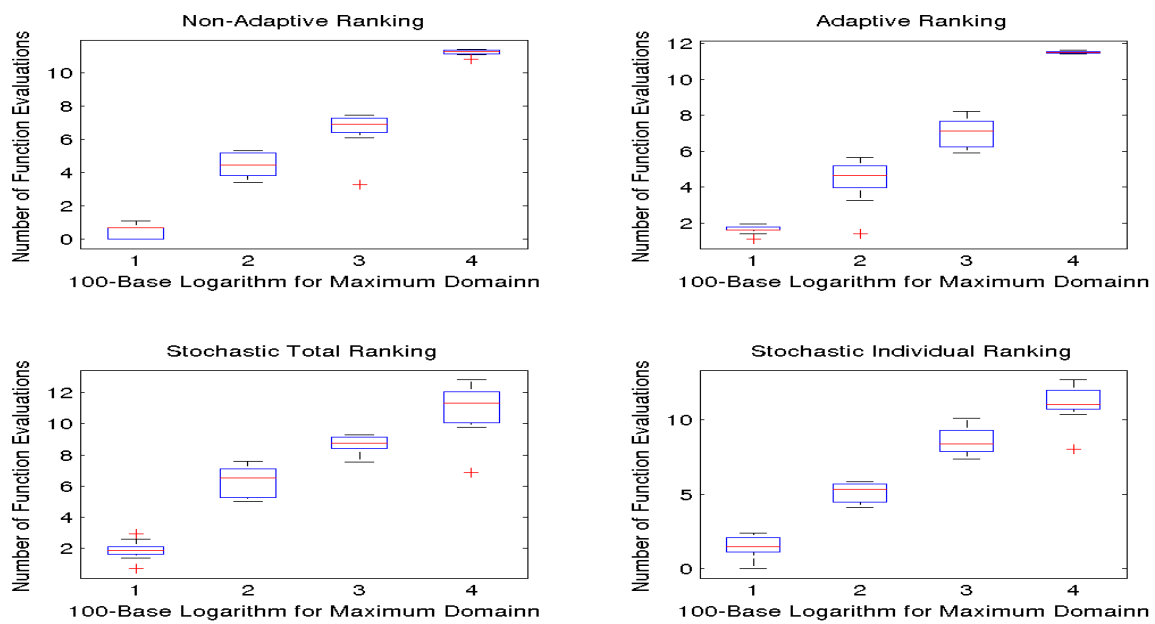 Non-Adaptive Ranking
Number of Function Evaluations
10
8
6
4
2
0
1 2 3 4
100-Base Logarithm for Maximum Domainn
Adaptive Ranking
Number of Function Evaluations
12
10
8
6
4
2
1 2 3 4
100-Base Logarithm for Maximum Domainn
Stochastic Total Ranking
Number of Function Evaluations
12
10
8
6
4
2
1 2 3 4
100-Base Logarithm for Maximum Domainn
Stochastic Individual Ranking
Number of Function Evaluations
10
5
0
1 2 3 4
100-Base Logarithm for Maximum Domainn